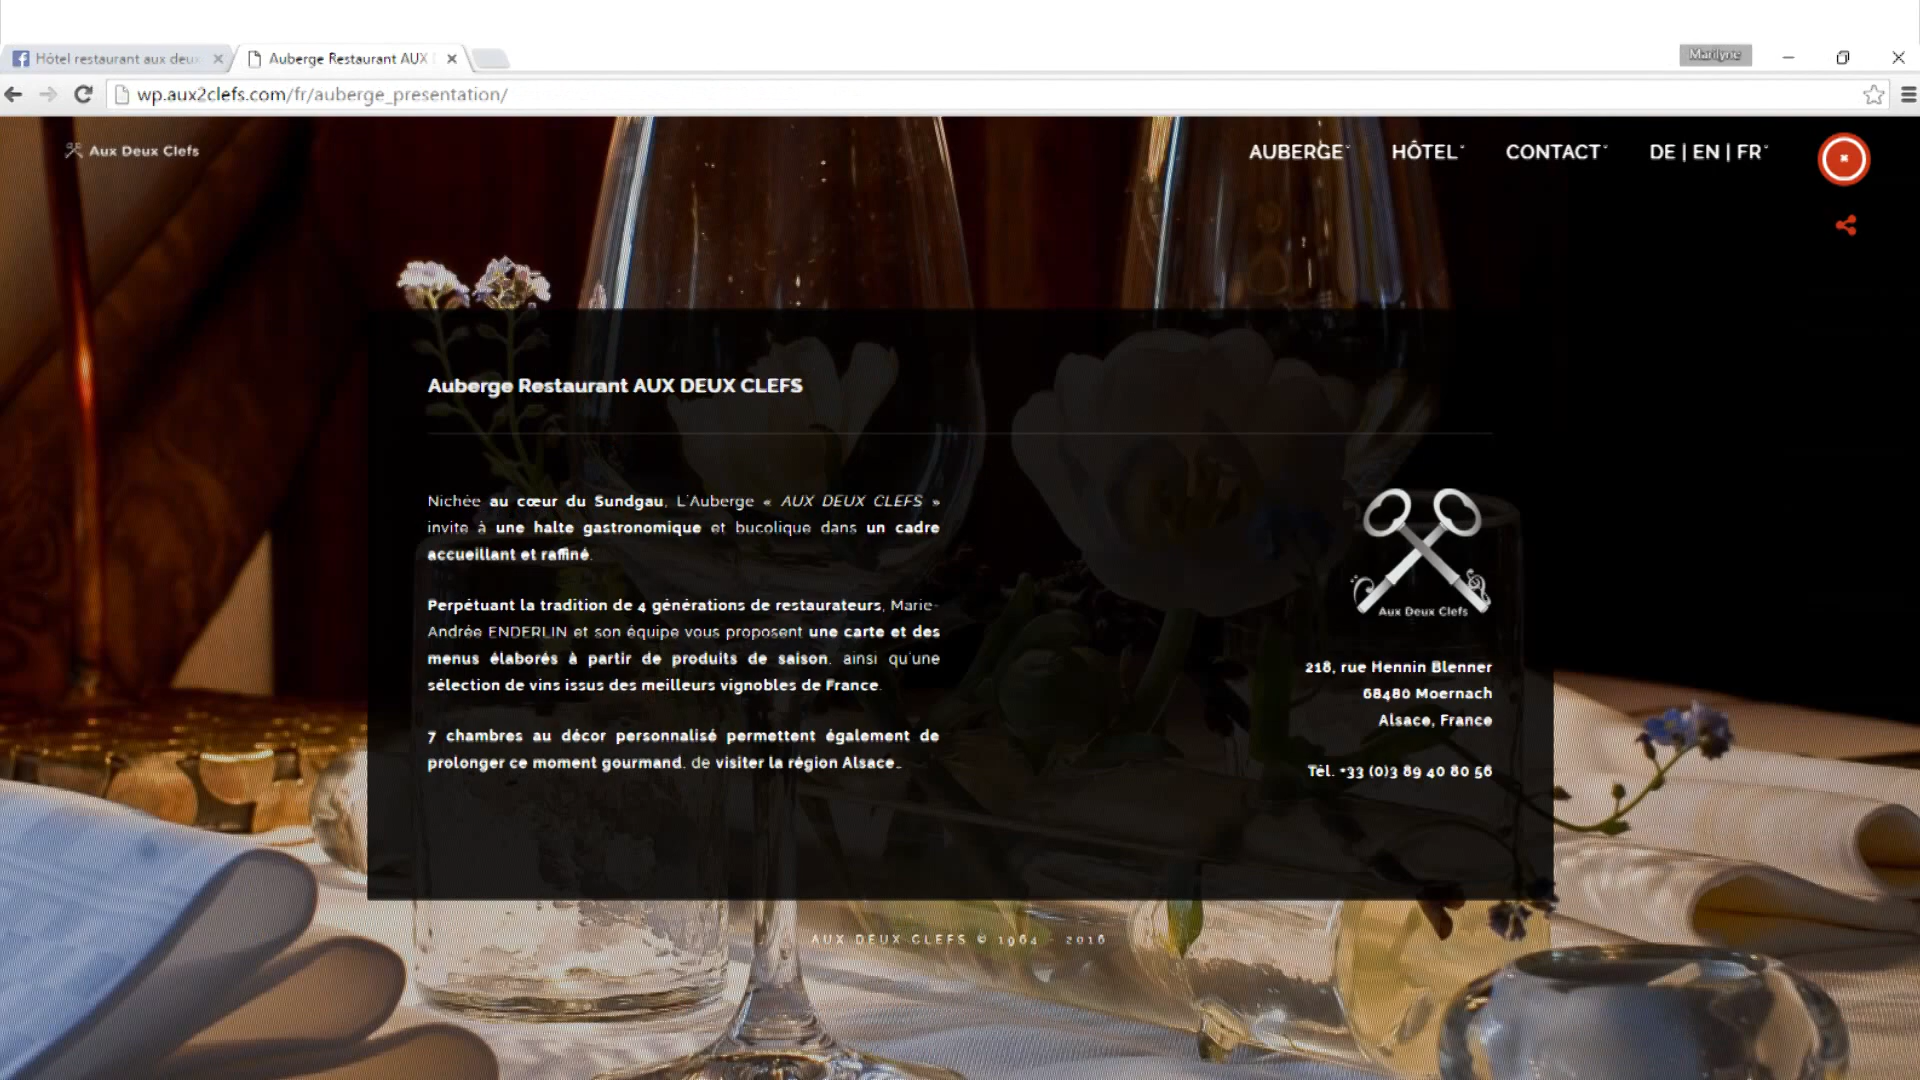 Hôtel restaurant aux deux
Auberge Restaurant AUX
Marilyne
wp.aux2clefs.com/fr/auberge_presentation/
Aux Deux Clefs
AUBERGE HÔTEL CONTACT DE | EN | FR
Auberge Restaurant AUX DEUX CLEFS
Nichée au cœur du Sundgau, L'Auberge « AUX DEUX CLEFS »
invite à une halte gastronomique et bucolique dans un cadre
accueillant et raffiné.
Perpétuant la tradition de 4 générations de restaurateurs, Marie-
Andrée ENDERLIN et son équipe vous proposent une carte et des
menus élaborés à partir de produits de saison, ainsi qu'une
sélection de vins issus des meilleurs vignobles de France.
7 chambres au décor personnalisé permettent également de
prolonger ce moment gourmand, de visiter la région Alsace...
Aux Deux Clefs
218, rue Hennin Blenner
68480 Moernach
Alsace, France
Tél. +33 (0)3 89 40 80 56
AUX DEUX CLEFS © 1964 - 2016